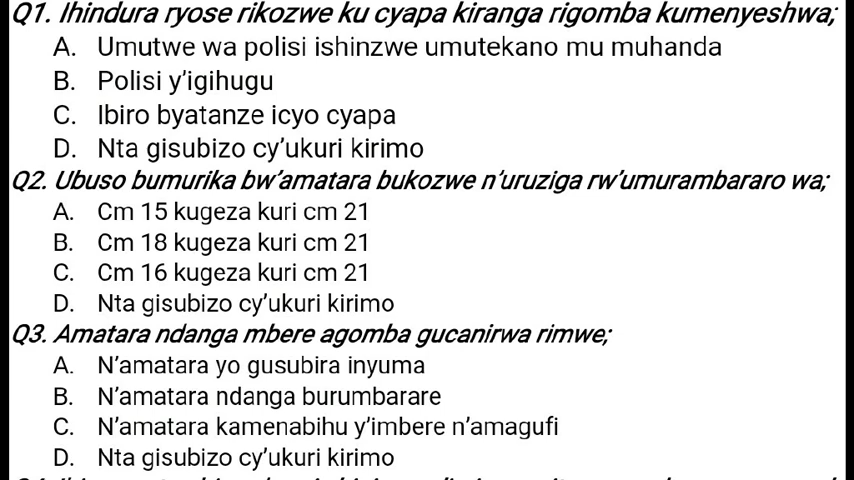 Q1. Ihindura ryose rikozwe ku cyapa kiranga rigomba kumenyeshwa;
A. Umutwe wa polisi ishinzwe umutekano mu muhanda
B. Polisi y'igihugu
C. Ibiro byatanze icyo cyapa
D. Nta gisubizo cy'ukuri kirimo
Q2. Ubuso bumurika bw'amatara bukozwe n'uruziga rw'umurambararo wa;
A. Cm 15 kugeza kuri cm 21
B. Cm 18 kugeza kuri cm 21
C. Cm 16 kugeza kuri cm 21
D. Nta gisubizo cy'ukuri kirimo
Q3. Amatara ndanga mbere agomba gucanirwa rimwe;
A. N'amatara yo gusubira inyuma
B. N'amatara ndanga burumbarare
C. N'amatara kamenabihu y'imbere n'amagufi
D. Nta gisubizo cy'ukuri kirimo